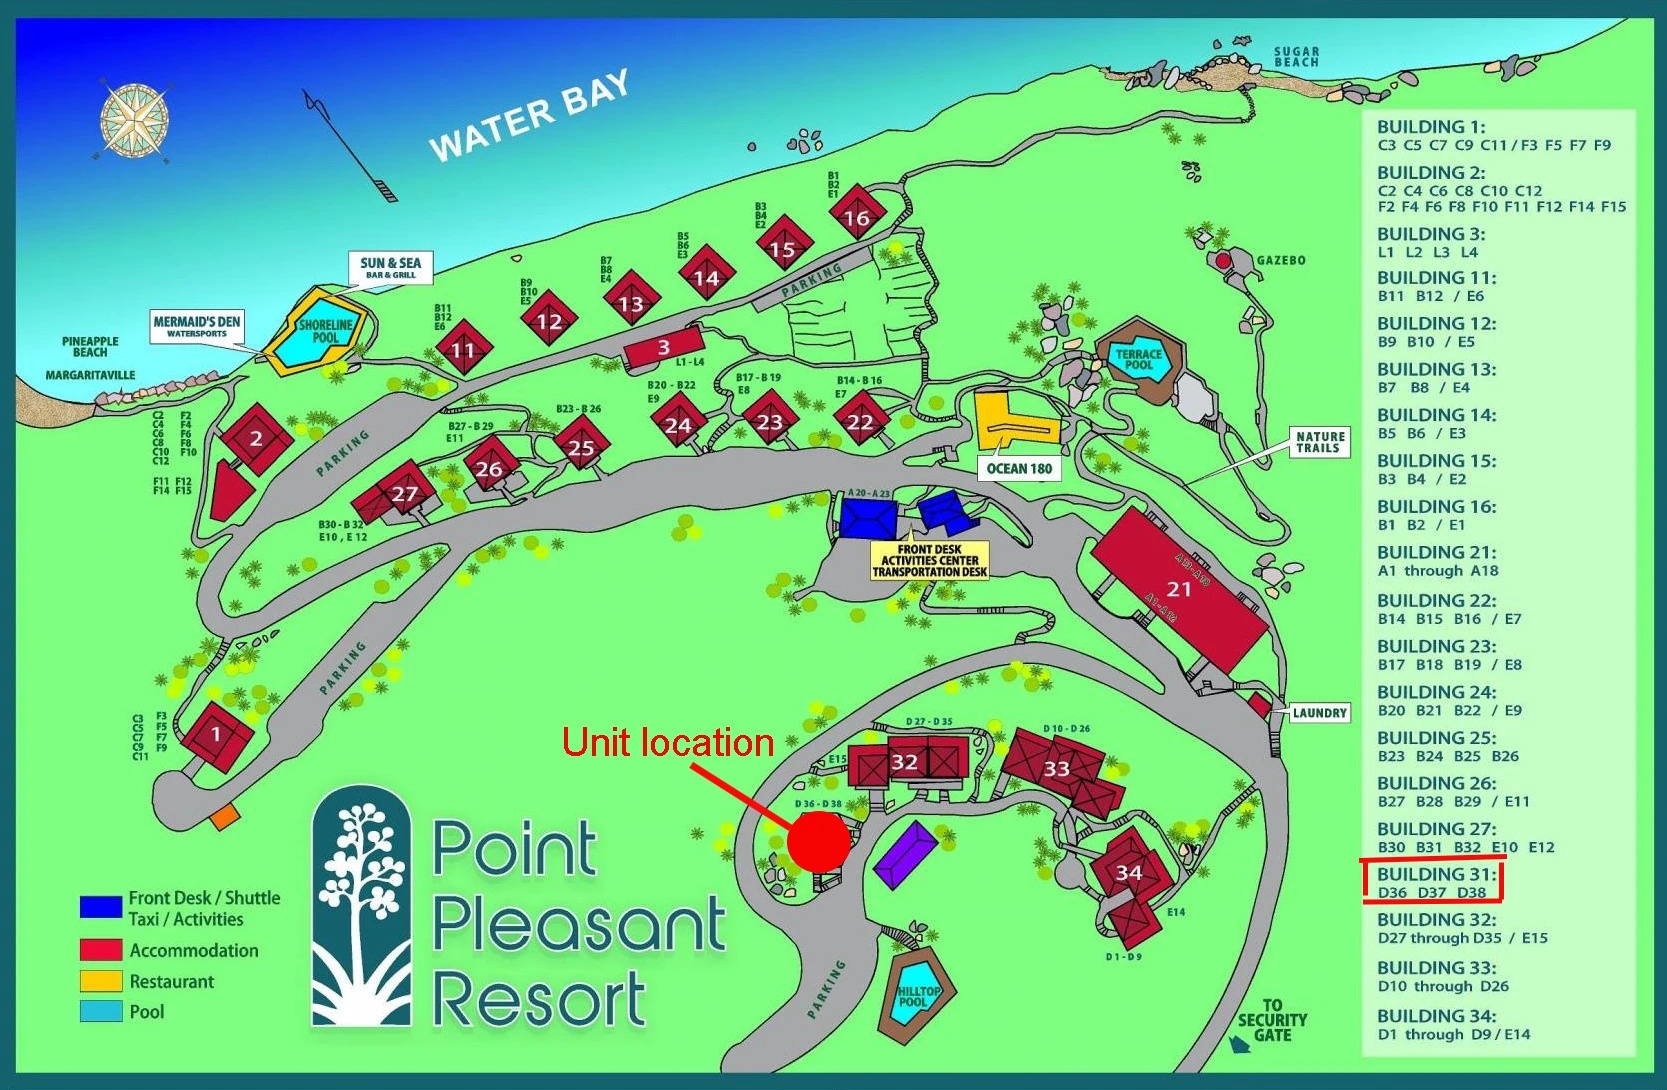 WATER BAY
SUGAR
BEACH
GAZEBO
SUN & SEA
BAR & GRILL
MERMAID'S DEN
WATERSPORTS
SHORELINE
POOL
PINEAPPLE
BEACH
MARGARITAVILLE
B1
B2
E1
16
B3
B4
E2
15
B5
B6
E3
14
B7
B8
E4
13
B9
B10
E5
12
B11
B12
E6
11
PARKING
3
L1 - L4
TERRACE
POOL
C2 F2
C4 F4
C6 F6
C8 F8
C10 F10
C12
F11 F12
F14 F15
2
PARKING
B20 - B22
E9
24
B17 - B19
E8
23
B14 - B16
E7
22
B23 - B26
25
B27 - B29
E11
26
27
B30 - B32
E10 , E12
OCEAN 180
NATURE
TRAILS
A20 - A23
FRONT DESK
ACTIVITIES CENTER
TRANSPORTATION DESK
A13-A18
21
A1-A12
LAUNDRY
PARKING
C3 F3
C5 F5
C7 F7
C9 F9
C11
1
Unit location
D27 - D35
E15
32
D10 - D26
33
D36 - D38
34
E14
D1 - D9
HILLTOP
POOL
PARKING
TO
SECURITY
GATE
Point
Pleasant
Resort
Front Desk / Shuttle
Taxi / Activities
Accommodation
Restaurant
Pool
BUILDING 1:
C3 C5 C7 C9 C11 / F3 F5 F7 F9
BUILDING 2:
C2 C4 C6 C8 C10 C12
F2 F4 F6 F8 F10 F11 F12 F14 F15
BUILDING 3:
L1 L2 L3 L4
BUILDING 11:
B11 B12 / E6
BUILDING 12:
B9 B10 / E5
BUILDING 13:
B7 B8 / E4
BUILDING 14:
B5 B6 / E3
BUILDING 15:
B3 B4 / E2
BUILDING 16:
B1 B2 / E1
BUILDING 21:
A1 through A18
BUILDING 22:
B14 B15 B16 / E7
BUILDING 23:
B17 B18 B19 / E8
BUILDING 24:
B20 B21 B22 / E9
BUILDING 25:
B23 B24 B25 B26
BUILDING 26:
B27 B28 B29 / E11
BUILDING 27:
B30 B31 B32 E10 E12
BUILDING 31:
D36 D37 D38
BUILDING 32:
D27 through D35 / E15
BUILDING 33:
D10 through D26
BUILDING 34:
D1 through D9 / E14